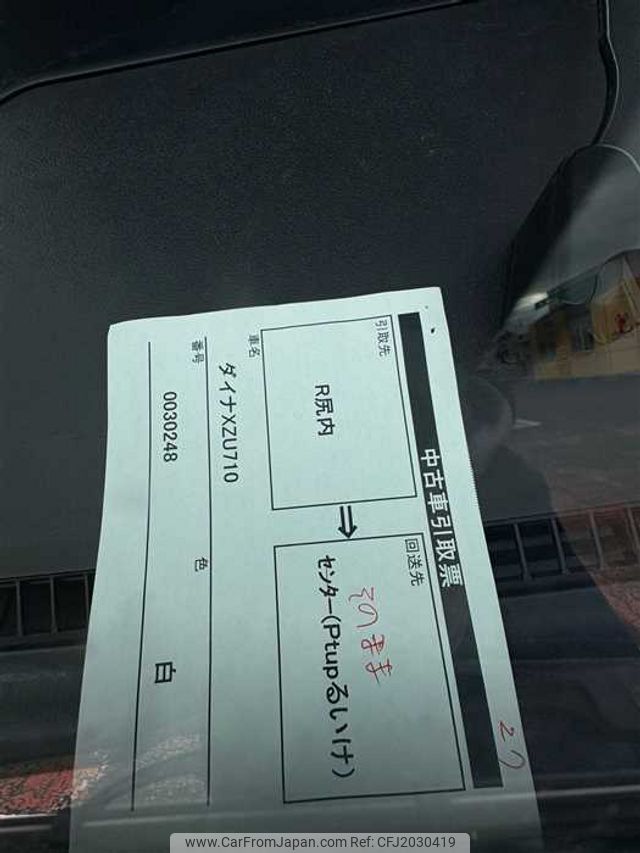 中古車引取票
27
引取先
R尻内
⇒
回送先
そのまま
センター(Ptupるいけ)
車名
ダイナXZU710
番号
0030248
色
白
www.CarFromJapan.com Ref: CFJ2030419